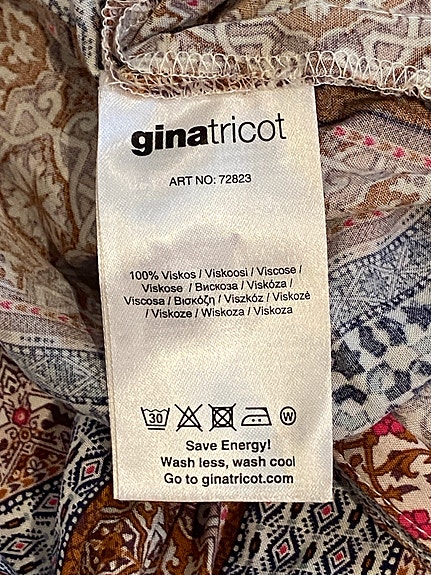 ginatricot
ART NO: 72823
100% Viskos / Viskoosi / Viscose /
Viskose / Вискоза / Viskóza /
Viscosa / Βισκόζη / Viszkóz / Viskozė
/ Viskoze / Wiskoza / Viskoza
30 W
Save Energy!
Wash less, wash cool
Go to ginatricot.com